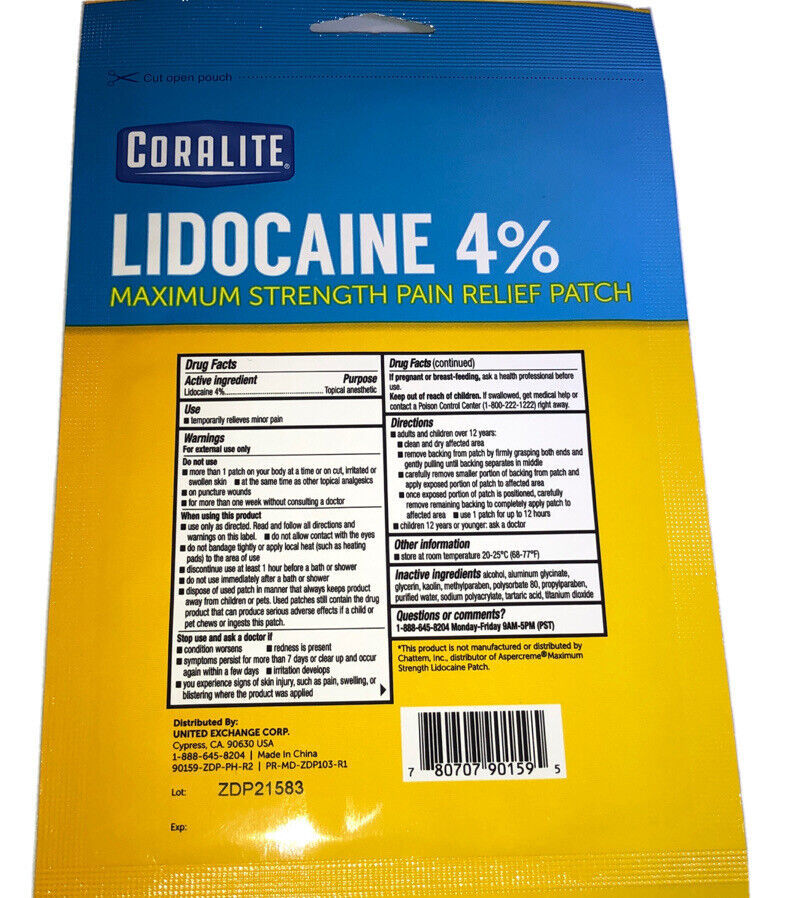 Cut open pouch
CORALITE®
LIDOCAINE 4%
MAXIMUM STRENGTH PAIN RELIEF PATCH
Drug Facts
Active ingredient Purpose
Lidocaine 4%............................Topical anesthetic
Use
■ temporarily relieves minor pain
Warnings
For external use only
Do not use
■ more than 1 patch on your body at a time or on cut, irritated or
swollen skin ■ at the same time as other topical analgesics
■ on puncture wounds
■ for more than one week without consulting a doctor
When using this product
■ use only as directed. Read and follow all directions and
warnings on this label. ■ do not allow contact with the eyes
■ do not bandage tightly or apply local heat (such as heating
pads) to the area of use
■ discontinue use at least 1 hour before a bath or shower
■ do not use immediately after a bath or shower
■ dispose of used patch in manner that always keeps product
away from children or pets. Used patches still contain the drug
product that can produce serious adverse effects if a child or
pet chews or ingests this patch.
Stop use and ask a doctor if
■ condition worsens ■ redness is present
■ symptoms persist for more than 7 days or clear up and occur
again within a few days ■ irritation develops
■ you experience signs of skin injury, such as pain, swelling, or
blistering where the product was applied
Drug Facts (continued)
If pregnant or breast-feeding, ask a health professional before
use.
Keep out of reach of children. If swallowed, get medical help or
contact a Poison Control Center (1-800-222-1222) right away.
Directions
■ adults and children over 12 years:
■ clean and dry affected area
■ remove backing from patch by firmly grasping both ends and
gently pulling until backing separates in middle
■ carefully remove smaller portion of backing from patch and
apply exposed portion of patch to affected area
■ once exposed portion of patch is positioned, carefully
remove remaining backing to completely apply patch to
affected area ■ use 1 patch for up to 12 hours
■ children 12 years or younger: ask a doctor
Other information
■ store at room temperature 20-25°C (68-77°F)
Inactive ingredients alcohol, aluminum glycinate,
glycerin, kaolin, methylparaben, polysorbate 80, propylparaben,
purified water, sodium polyacrylate, tartaric acid, titanium dioxide
Questions or comments?
1-888-645-8204 Monday-Friday 9AM-5PM (PST)
*This product is not manufactured or distributed by
Chattem, Inc., distributor of Aspercreme® Maximum
Strength Lidocaine Patch.
Distributed By:
UNITED EXCHANGE CORP.
Cypress, CA. 90630 USA
1-888-645-8204 | Made In China
90159-ZDP-PH-R2 | PR-MD-ZDP103-R1
Lot: ZDP21583
Exp:
7 80707 90159 5